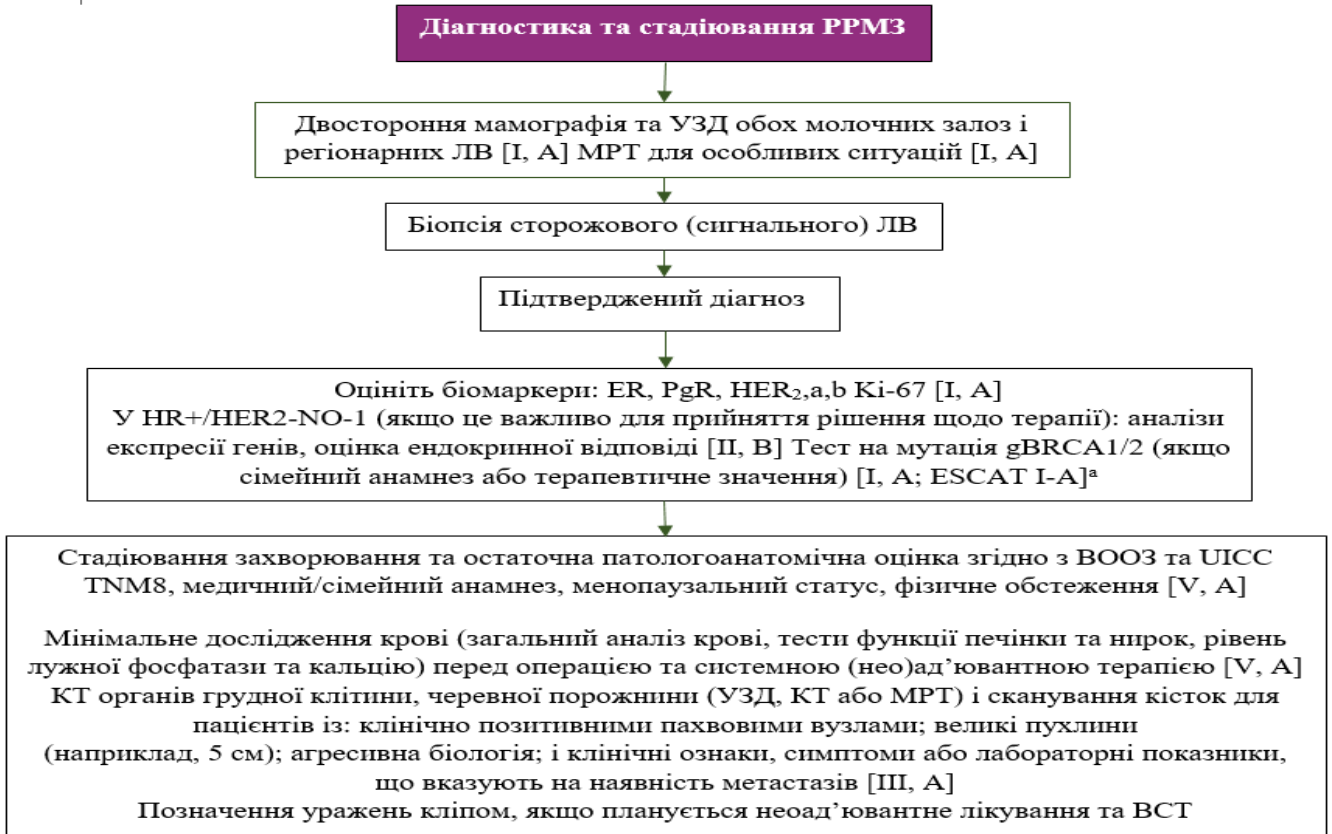 Діагностика та стадіювання РРМЗ
Двостороння мамографія та УЗД обох молочних залоз і
регіонарних ЛВ [I, A] МРТ для особливих ситуацій [I, A]
Біопсія сторожового (сигнального) ЛВ
Підтверджений діагноз
Оцініть біомаркери: ER, PgR, HER₂,a,b Ki-67 [I, A]
У HR+/HER2-NO-1 (якщо це важливо для прийняття рішення щодо терапії): аналізи
експресії генів, оцінка ендокринної відповіді [II, B] Тест на мутація gBRCA1/2 (якщо
сімейний анамнез або терапевтичне значення) [I, A; ESCAT I-A]ᵃ
Стадіювання захворювання та остаточна патологоанатомічна оцінка згідно з ВООЗ та UICC
TNM8, медичний/сімейний анамнез, менопаузальний статус, фізичне обстеження [V, A]
Мінімальне дослідження крові (загальний аналіз крові, тести функції печінки та нирок, рівень
лужної фосфатази та кальцію) перед операцією та системною (нео)ад’ювантною терапією [V, A]
КТ органів грудної клітини, черевної порожнини (УЗД, КТ або МРТ) і сканування кісток для
пацієнтів із: клінічно позитивними пахвовими вузлами; великі пухлини
(наприклад, 5 см); агресивна біологія; і клінічні ознаки, симптоми або лабораторні показники,
що вказують на наявність метастазів [III, A]
Позначення уражень кліпом, якщо планується неоад’ювантне лікування та ВСТ